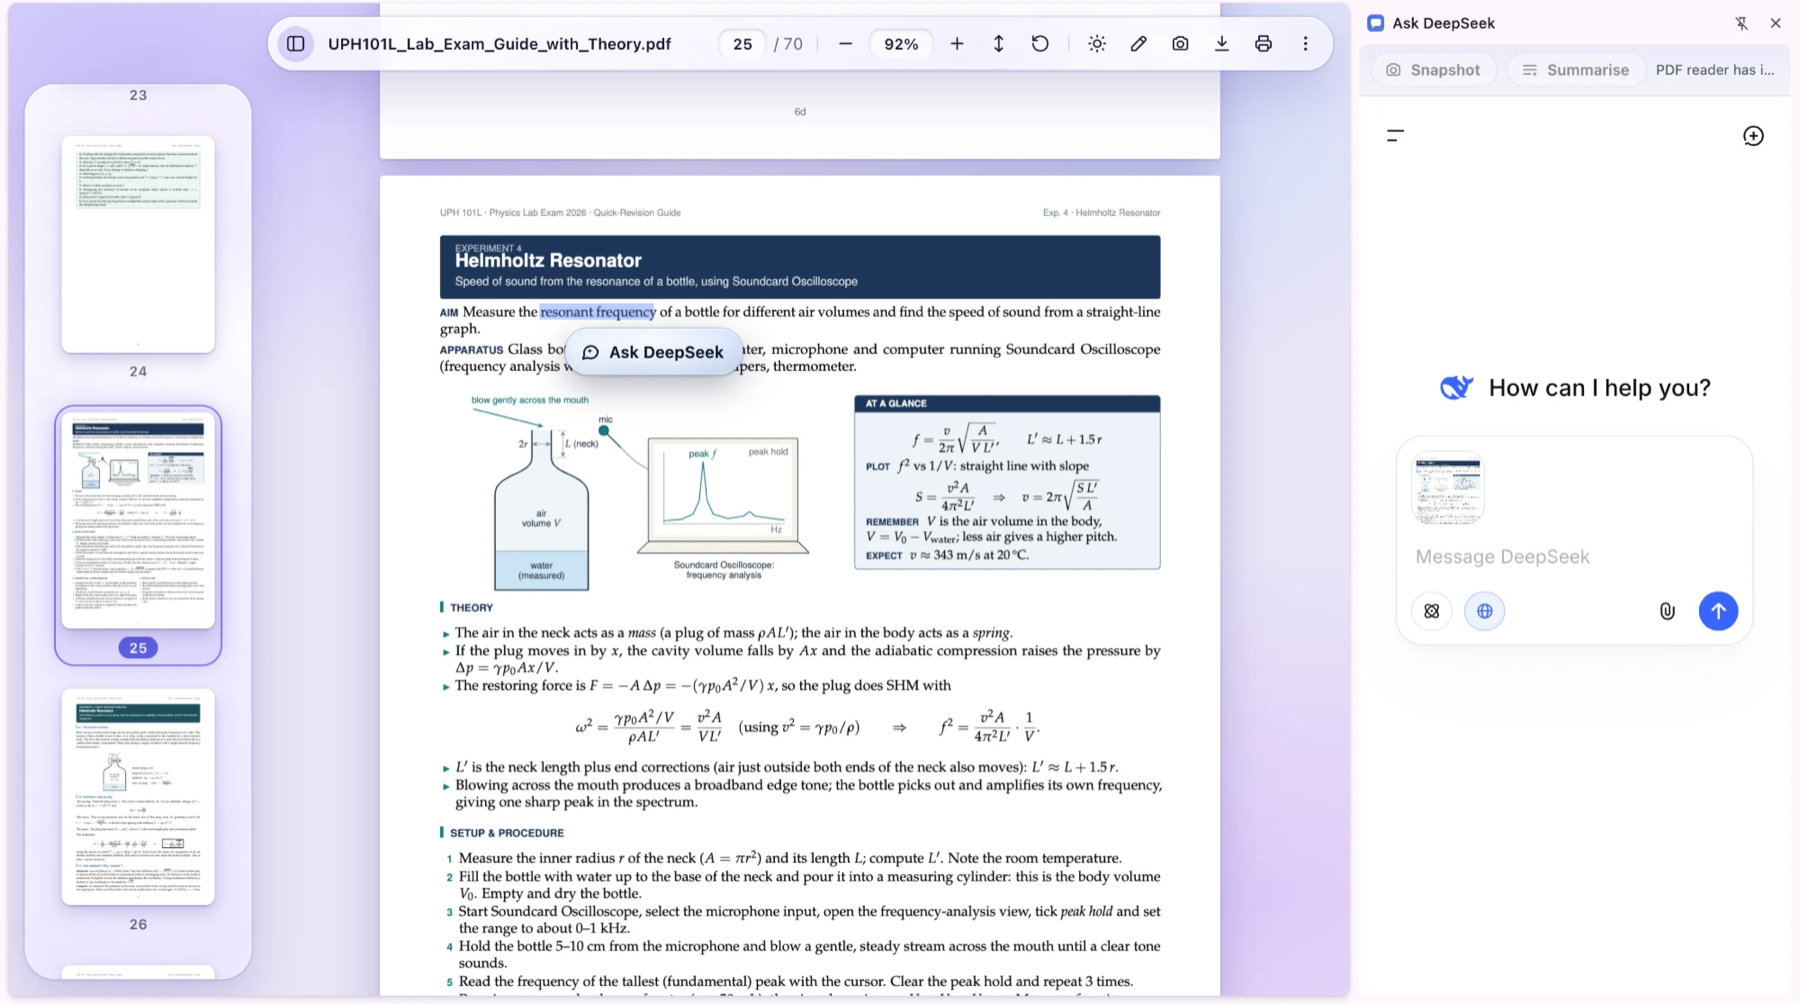 UPH101L_Lab_Exam_Guide_with_Theory.pdf
25 / 70
92%
Ask DeepSeek
Snapshot
Summarise
PDF reader has i...
23
24
25
26
6d
UPH 101L · Physics Lab Exam 2026 · Quick-Revision Guide
Exp. 4 · Helmholtz Resonator
EXPERIMENT 4
Helmholtz Resonator
Speed of sound from the resonance of a bottle, using Soundcard Oscilloscope
AIM Measure the resonant frequency of a bottle for different air volumes and find the speed of sound from a straight-line
graph.
APPARATUS Glass bo
Ask DeepSeek
ter, microphone and computer running Soundcard Oscilloscope
(frequency analysis w
pers, thermometer.
blow gently across the mouth
mic
2r
L (neck)
air
volume V
water
(measured)
peak f
peak hold
Hz
Soundcard Oscilloscope:
frequency analysis
AT A GLANCE
f = v/2π √(A/V L′), L′ ≈ L + 1.5 r
PLOT f² vs 1/V: straight line with slope
S = v²A/4π²L′ ⇒ v = 2π√(S L′/A)
REMEMBER V is the air volume in the body,
V = V₀ − V_water; less air gives a higher pitch.
EXPECT v ≈ 343 m/s at 20 °C.
THEORY
▸ The air in the neck acts as a mass (a plug of mass ρAL′); the air in the body acts as a spring.
▸ If the plug moves in by x, the cavity volume falls by Ax and the adiabatic compression raises the pressure by
Δp = γp₀Ax/V.
▸ The restoring force is F = −A Δp = −(γp₀A²/V) x, so the plug does SHM with
ω² = (γp₀A²/V)/(ρAL′) = v²A/VL′ (using v² = γp₀/ρ) ⇒ f² = v²A/4π²L′ · 1/V.
▸ L′ is the neck length plus end corrections (air just outside both ends of the neck also moves): L′ ≈ L + 1.5 r.
▸ Blowing across the mouth produces a broadband edge tone; the bottle picks out and amplifies its own frequency,
giving one sharp peak in the spectrum.
SETUP & PROCEDURE
1 Measure the inner radius r of the neck (A = πr²) and its length L; compute L′. Note the room temperature.
2 Fill the bottle with water up to the base of the neck and pour it into a measuring cylinder: this is the body volume
V₀. Empty and dry the bottle.
3 Start Soundcard Oscilloscope, select the microphone input, open the frequency-analysis view, tick peak hold and set
the range to about 0–1 kHz.
4 Hold the bottle 5–10 cm from the microphone and blow a gentle, steady stream across the mouth until a clear tone
sounds.
5 Read the frequency of the tallest (fundamental) peak with the cursor. Clear the peak hold and repeat 3 times.
How can I help you?
Message DeepSeek